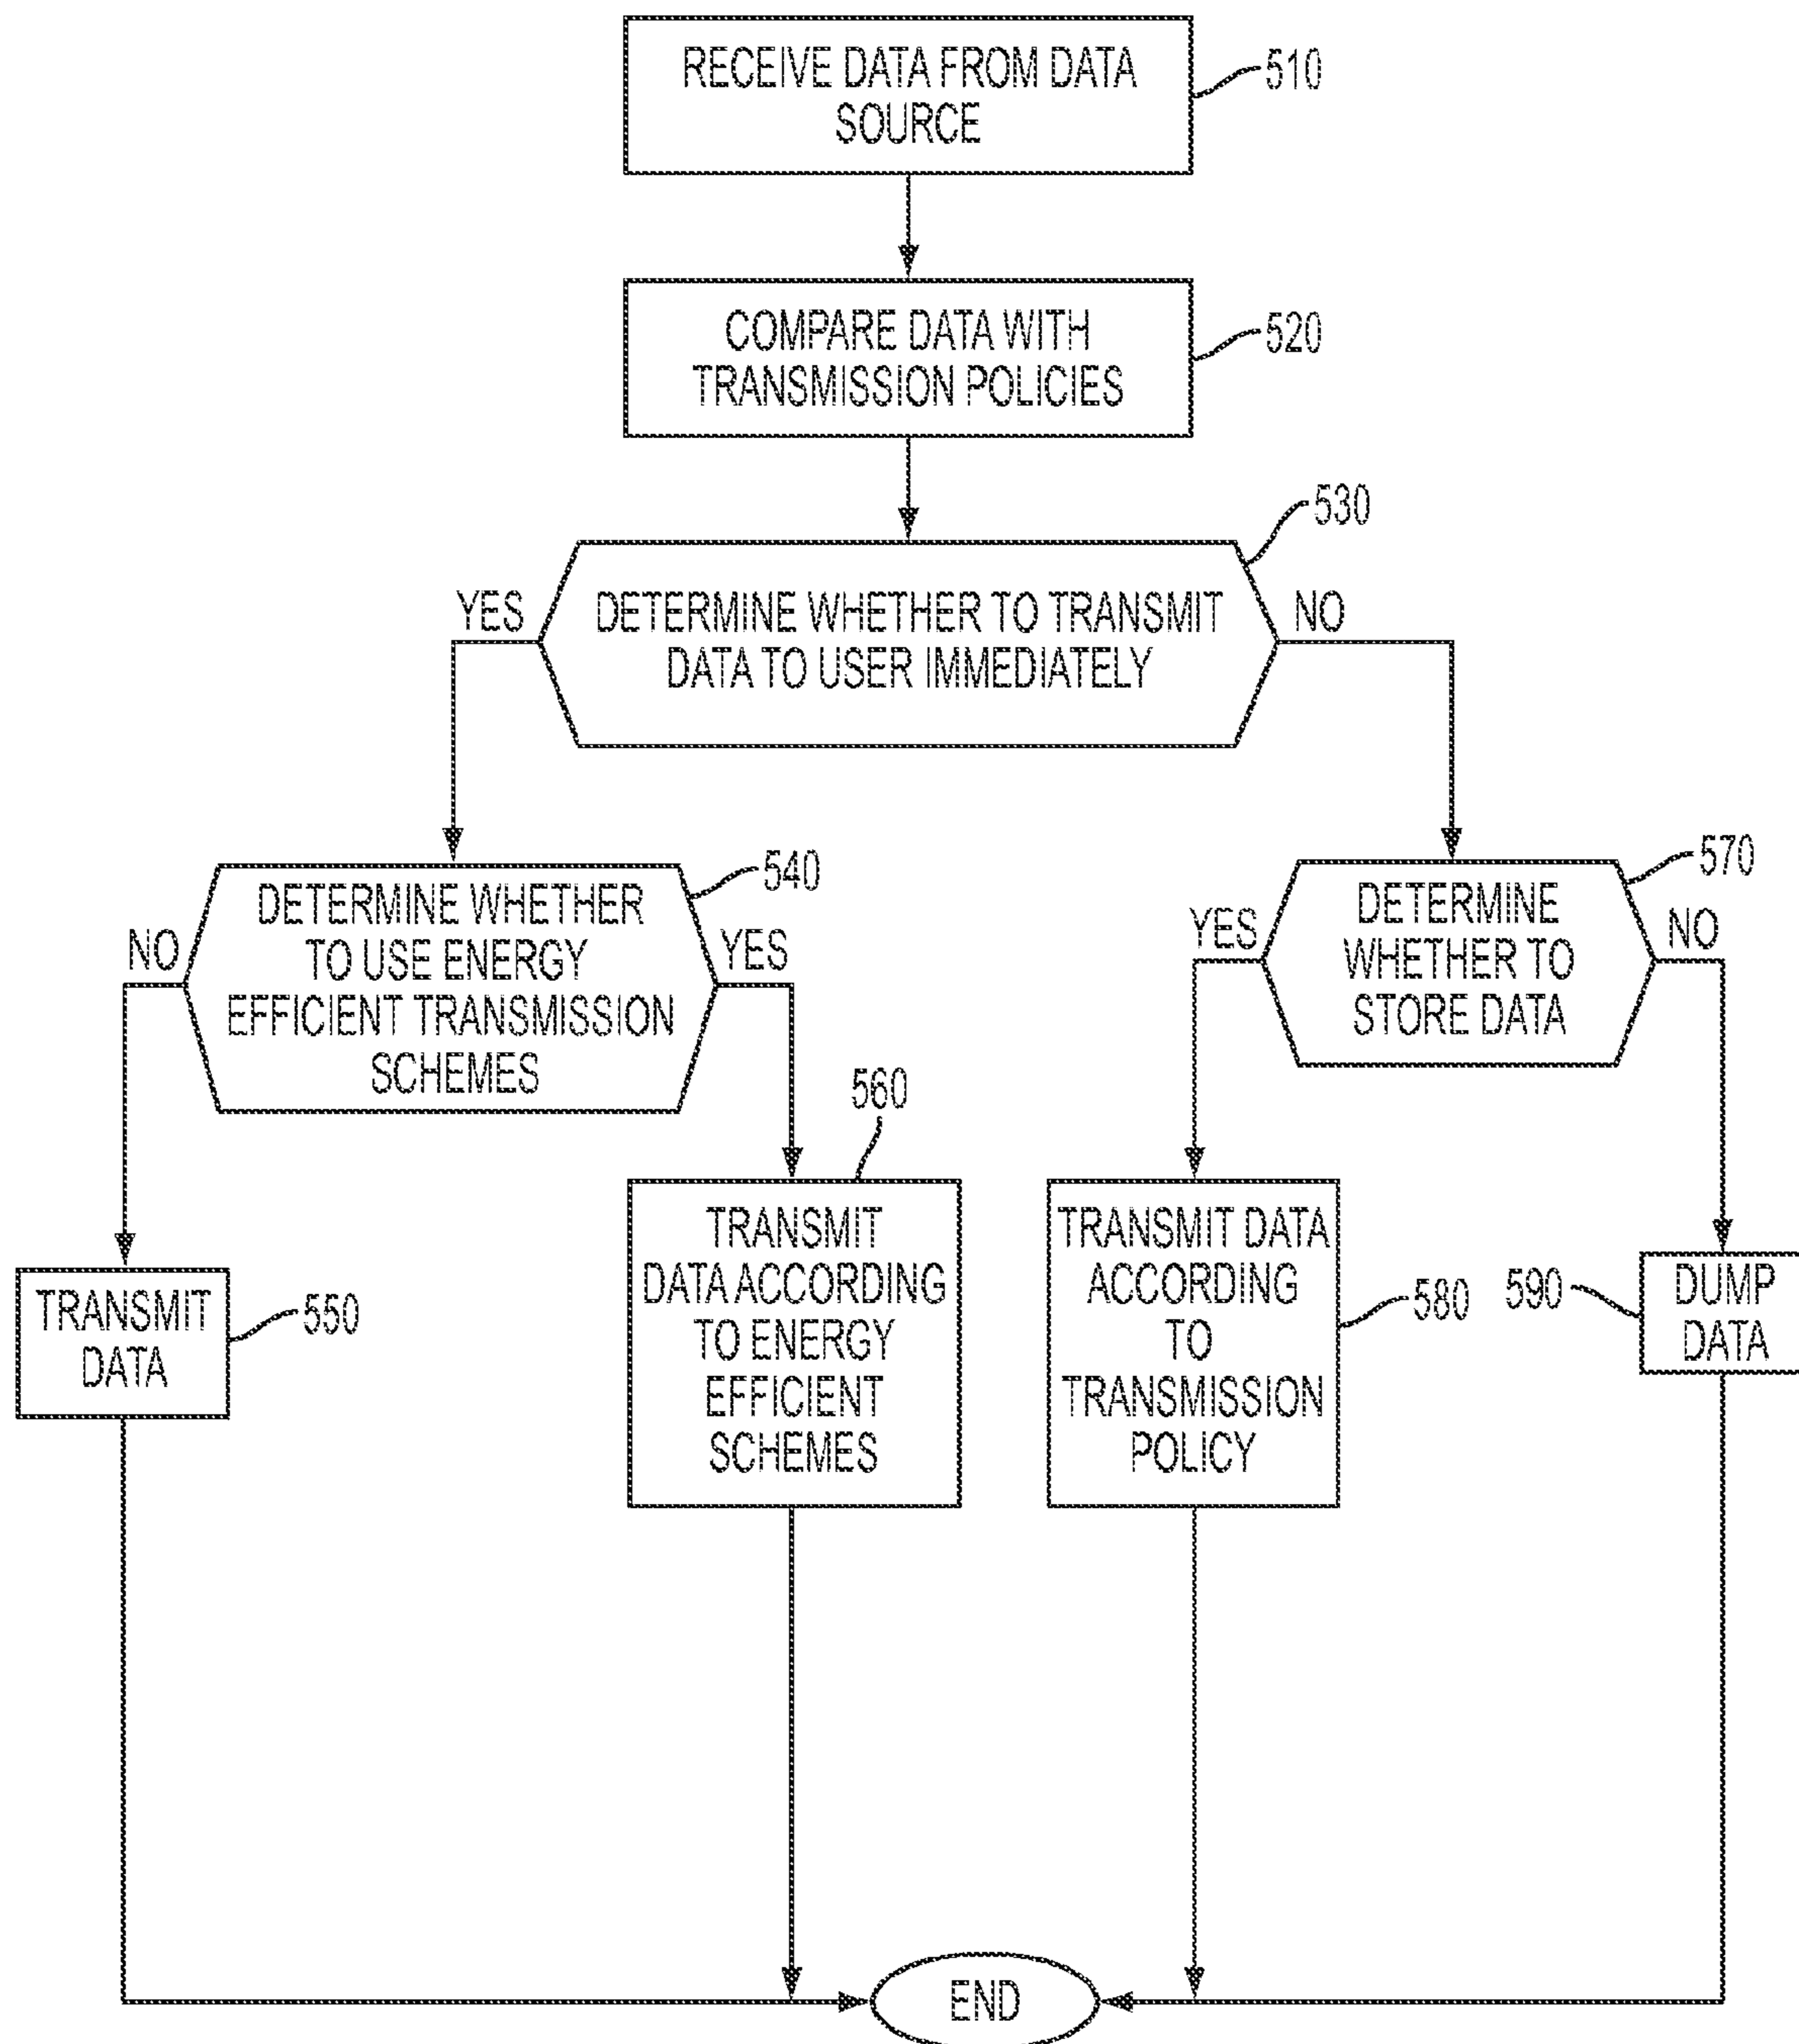 RECEIVE DATA FROM DATA
SOURCE
510
COMPARE DATA WITH
TRANSMISSION POLICIES
520
530
YES
DETERMINE WHETHER TO TRANSMIT
DATA TO USER IMMEDIATELY
NO
540
NO
DETERMINE WHETHER
TO USE ENERGY
EFFICIENT TRANSMISSION
SCHEMES
YES
570
YES
DETERMINE
WHETHER TO
STORE DATA
NO
TRANSMIT
DATA
550
560
TRANSMIT
DATA ACCORDING
TO ENERGY
EFFICIENT
SCHEMES
TRANSMIT DATA
ACCORDING
TO
TRANSMISSION
POLICY
580
590
DUMP
DATA
END